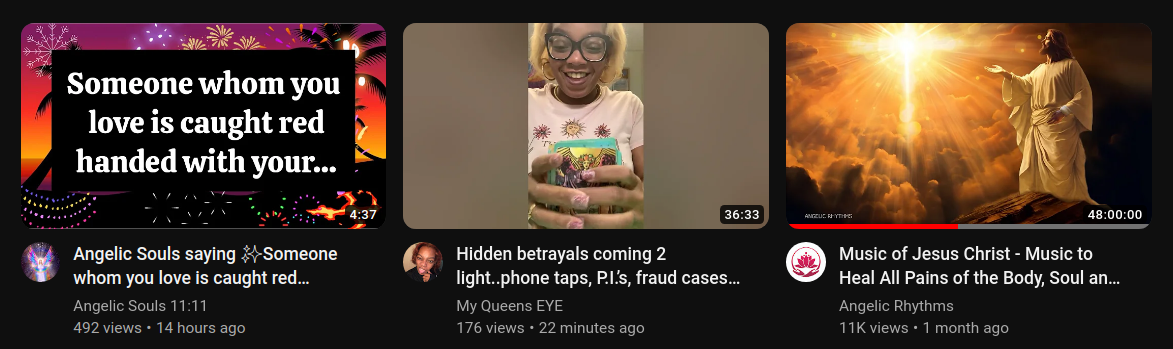 Someone whom you
love is caught red
handed with your...
4:37
Angelic Souls saying ✨Someone
whom you love is caught red...
Angelic Souls 11:11
492 views • 14 hours ago
36:33
Hidden betrayals coming 2
light..phone taps, P.I.'s, fraud cases...
My Queens EYE
176 views • 22 minutes ago
ANGELIC RHYTHMS
48:00:00
Music of Jesus Christ - Music to
Heal All Pains of the Body, Soul an...
Angelic Rhythms
11K views • 1 month ago